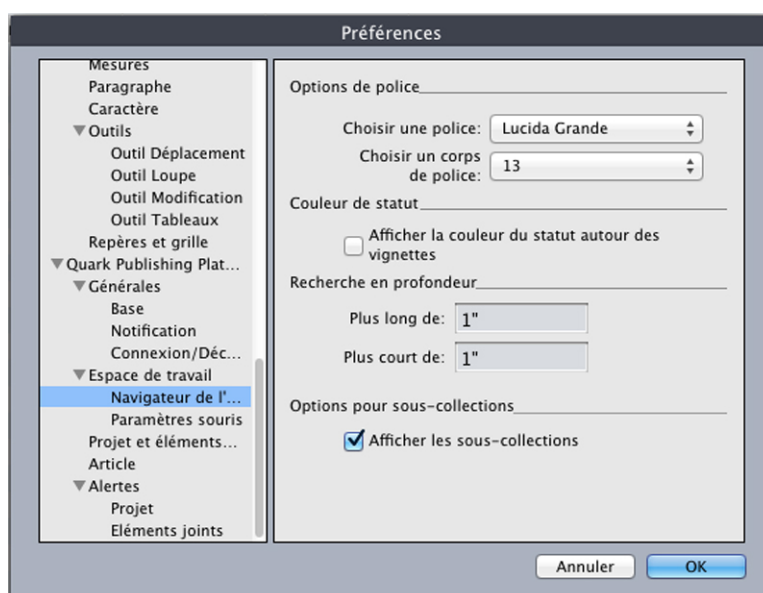 Préférences
Mesures
Paragraphe
Caractère
Outils
Outil Déplacement
Outil Loupe
Outil Modification
Outil Tableaux
Repères et grille
Quark Publishing Plat...
Générales
Base
Notification
Connexion/Déc...
Espace de travail
Navigateur de l'...
Paramètres souris
Projet et éléments...
Article
Alertes
Projet
Eléments joints
Options de police
Choisir une police: Lucida Grande
Choisir un corps
de police: 13
Couleur de statut
Afficher la couleur du statut autour des
vignettes
Recherche en profondeur
Plus long de: 1"
Plus court de: 1"
Options pour sous-collections
Afficher les sous-collections
Annuler OK